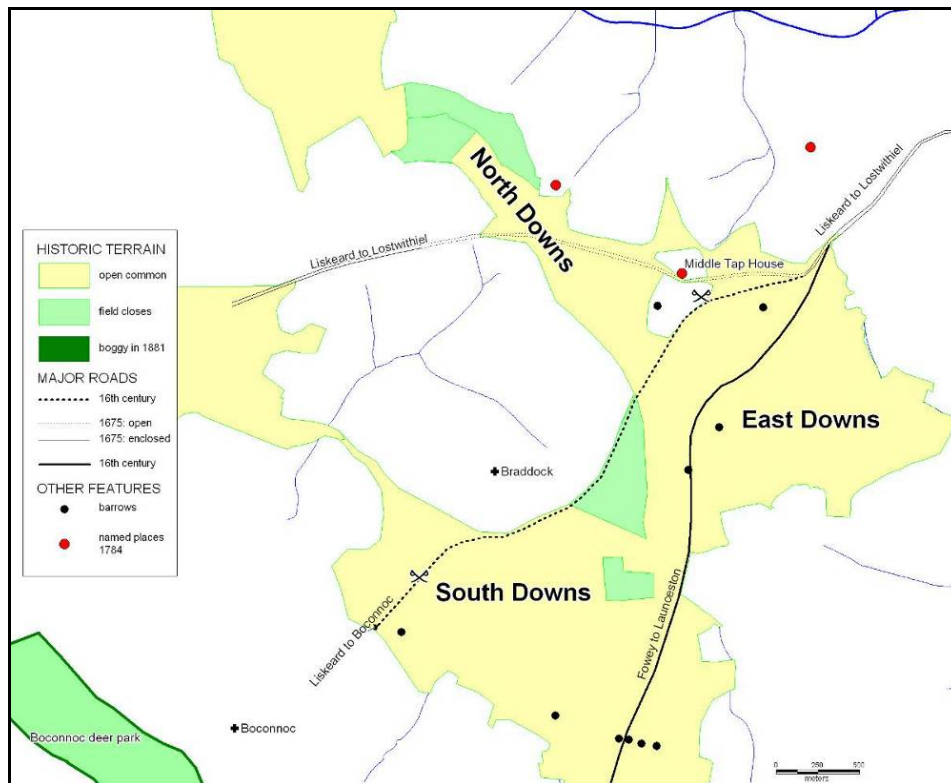 HISTORIC TERRAIN
open common
field closes
boggy in 1881
MAJOR ROADS
16th century
1675: open
1675: enclosed
16th century
OTHER FEATURES
barrows
named places
1784
North Downs
Liskeard to Lostwithiel
Liskeard to Lostwithiel
Middle Tap House
East Downs
Braddock
South Downs
Liskeard to Boconnoc
Fowey to Launceston
Boconnoc
Boconnoc deer park
0 250 500
meters